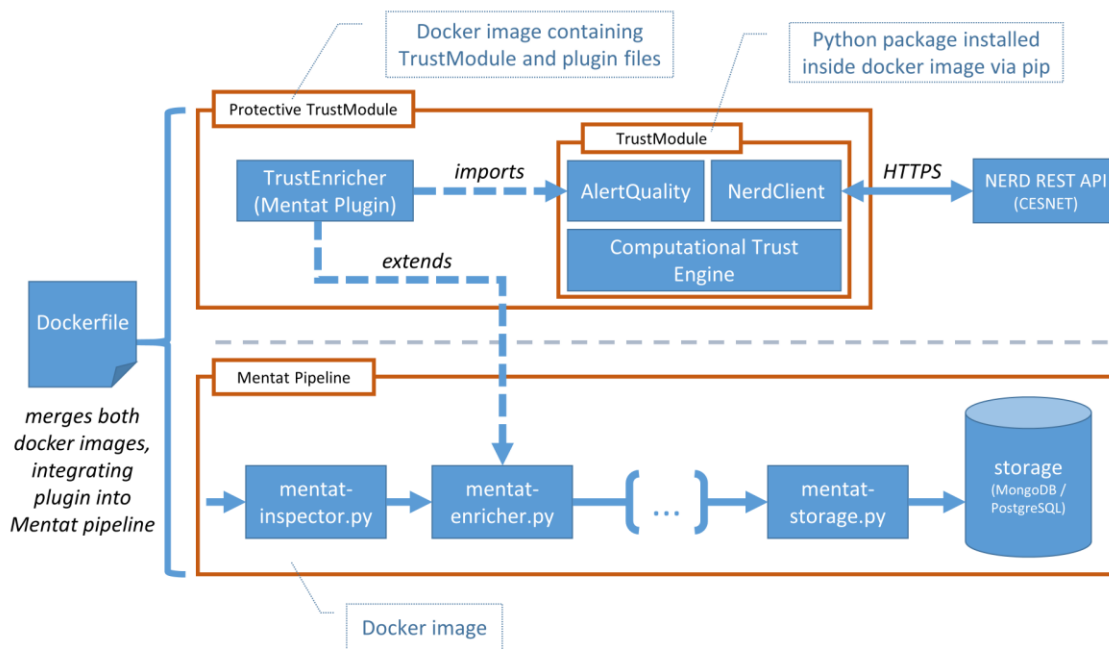 Docker image containing
TrustModule and plugin files
Python package installed
inside docker image via pip
Protective TrustModule
TrustModule
TrustEnricher
(Mentat Plugin)
imports
AlertQuality
NerdClient
HTTPS
NERD REST API
(CESNET)
Computational Trust
Engine
extends
Dockerfile
merges both
docker images,
integrating
plugin into
Mentat pipeline
Mentat Pipeline
mentat-
inspector.py
mentat-
enricher.py
...
mentat-
storage.py
storage
(MongoDB /
PostgreSQL)
Docker image